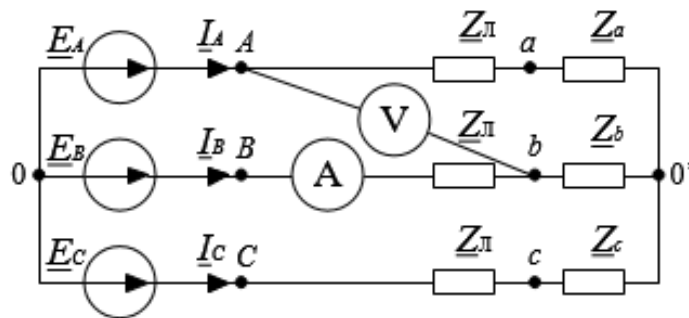 E_A I_A A Z_Л a Z_a
V
E_B I_B B A Z_Л b Z_b
0 0'
E_C I_C C Z_Л c Z_c